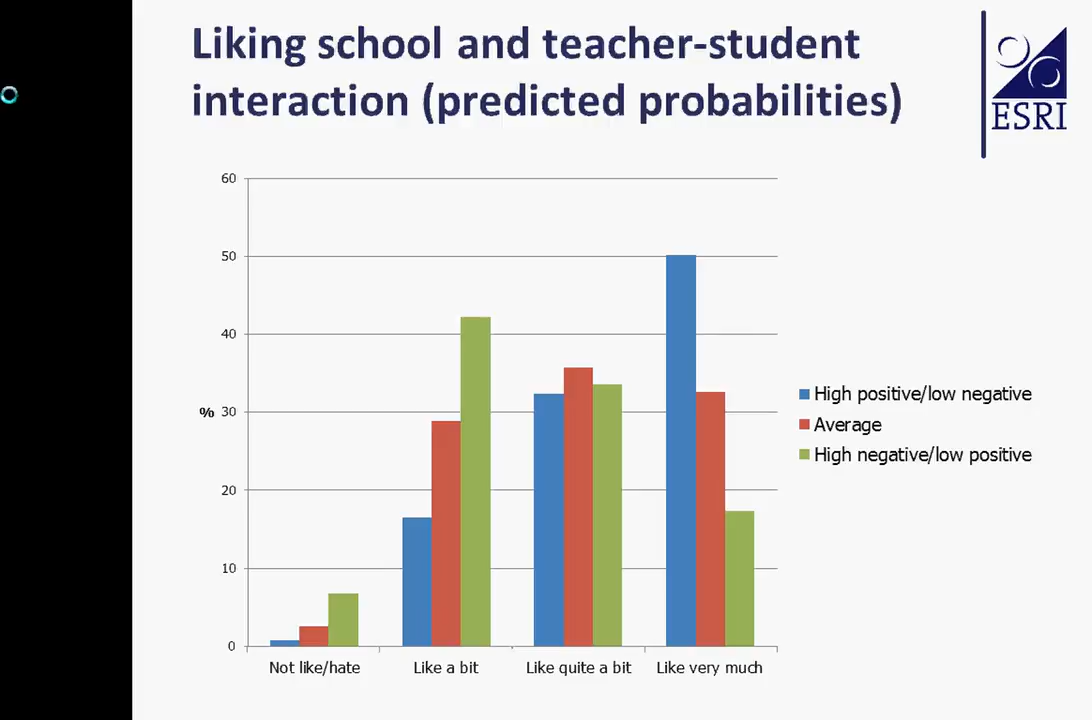 Liking school and teacher-student
interaction (predicted probabilities)
ESRI
60
50
40
% 30
20
10
0
High positive/low negative
Average
High negative/low positive
Not like/hate Like a bit Like quite a bit Like very much